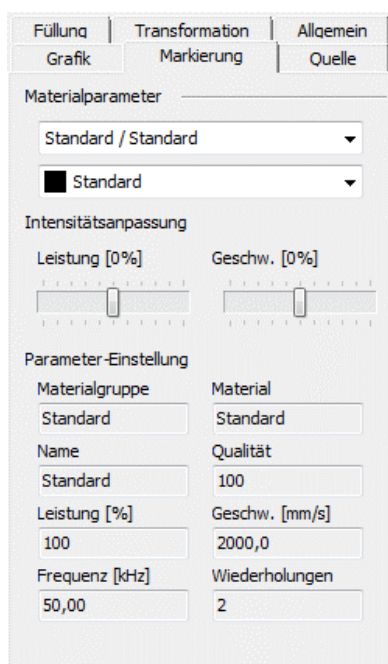 Füllung Transformation Allgemein
Grafik Markierung Quelle
Materialparameter
Standard / Standard
Standard
Intensitätsanpassung
Leistung [0%] Geschw. [0%]
Parameter-Einstellung
Materialgruppe Material
Standard Standard
Name Qualität
Standard 100
Leistung [%] Geschw. [mm/s]
100 2000,0
Frequenz [kHz] Wiederholungen
50,00 2